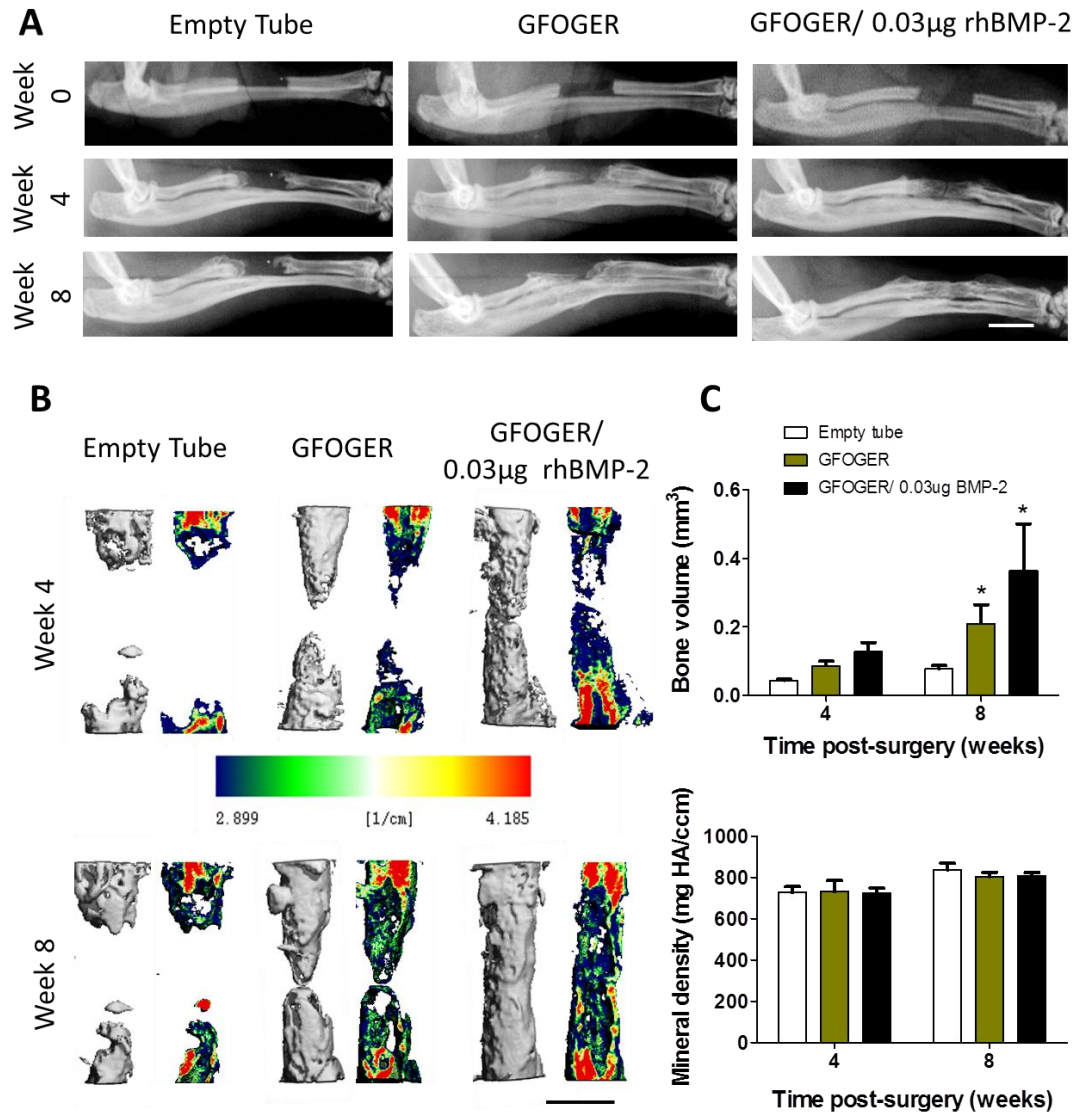 A
Empty Tube
GFOGER
GFOGER/ 0.03µg rhBMP-2
Week
0
Week
4
Week
8
B
Empty Tube
GFOGER
GFOGER/
0.03µg rhBMP-2
Week 4
2.899
[1/cm]
4.185
Week 8
C
Empty tube
GFOGER
GFOGER/ 0.03ug BMP-2
Bone volume (mm³)
0.6
0.4
0.2
0.0
*
*
4
8
Time post-surgery (weeks)
Mineral density (mg HA/ccm)
1000
800
600
400
200
0
4
8
Time post-surgery (weeks)